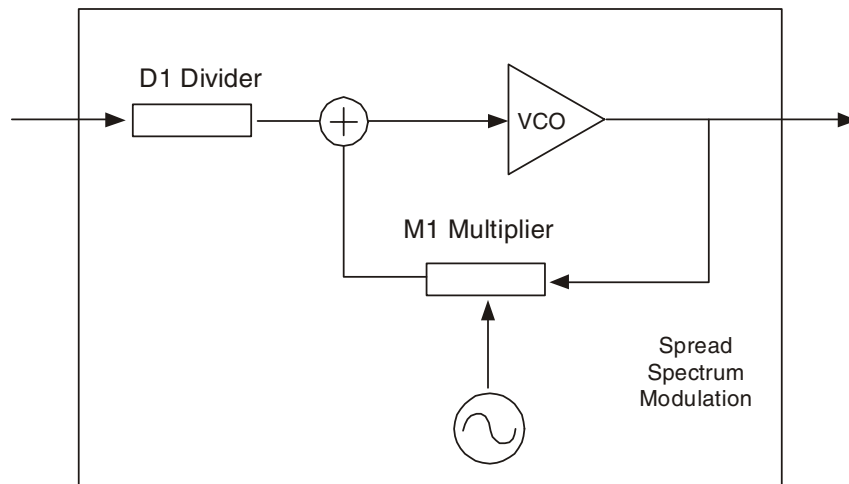 D1 Divider
VCO
M1 Multiplier
Spread
Spectrum
Modulation